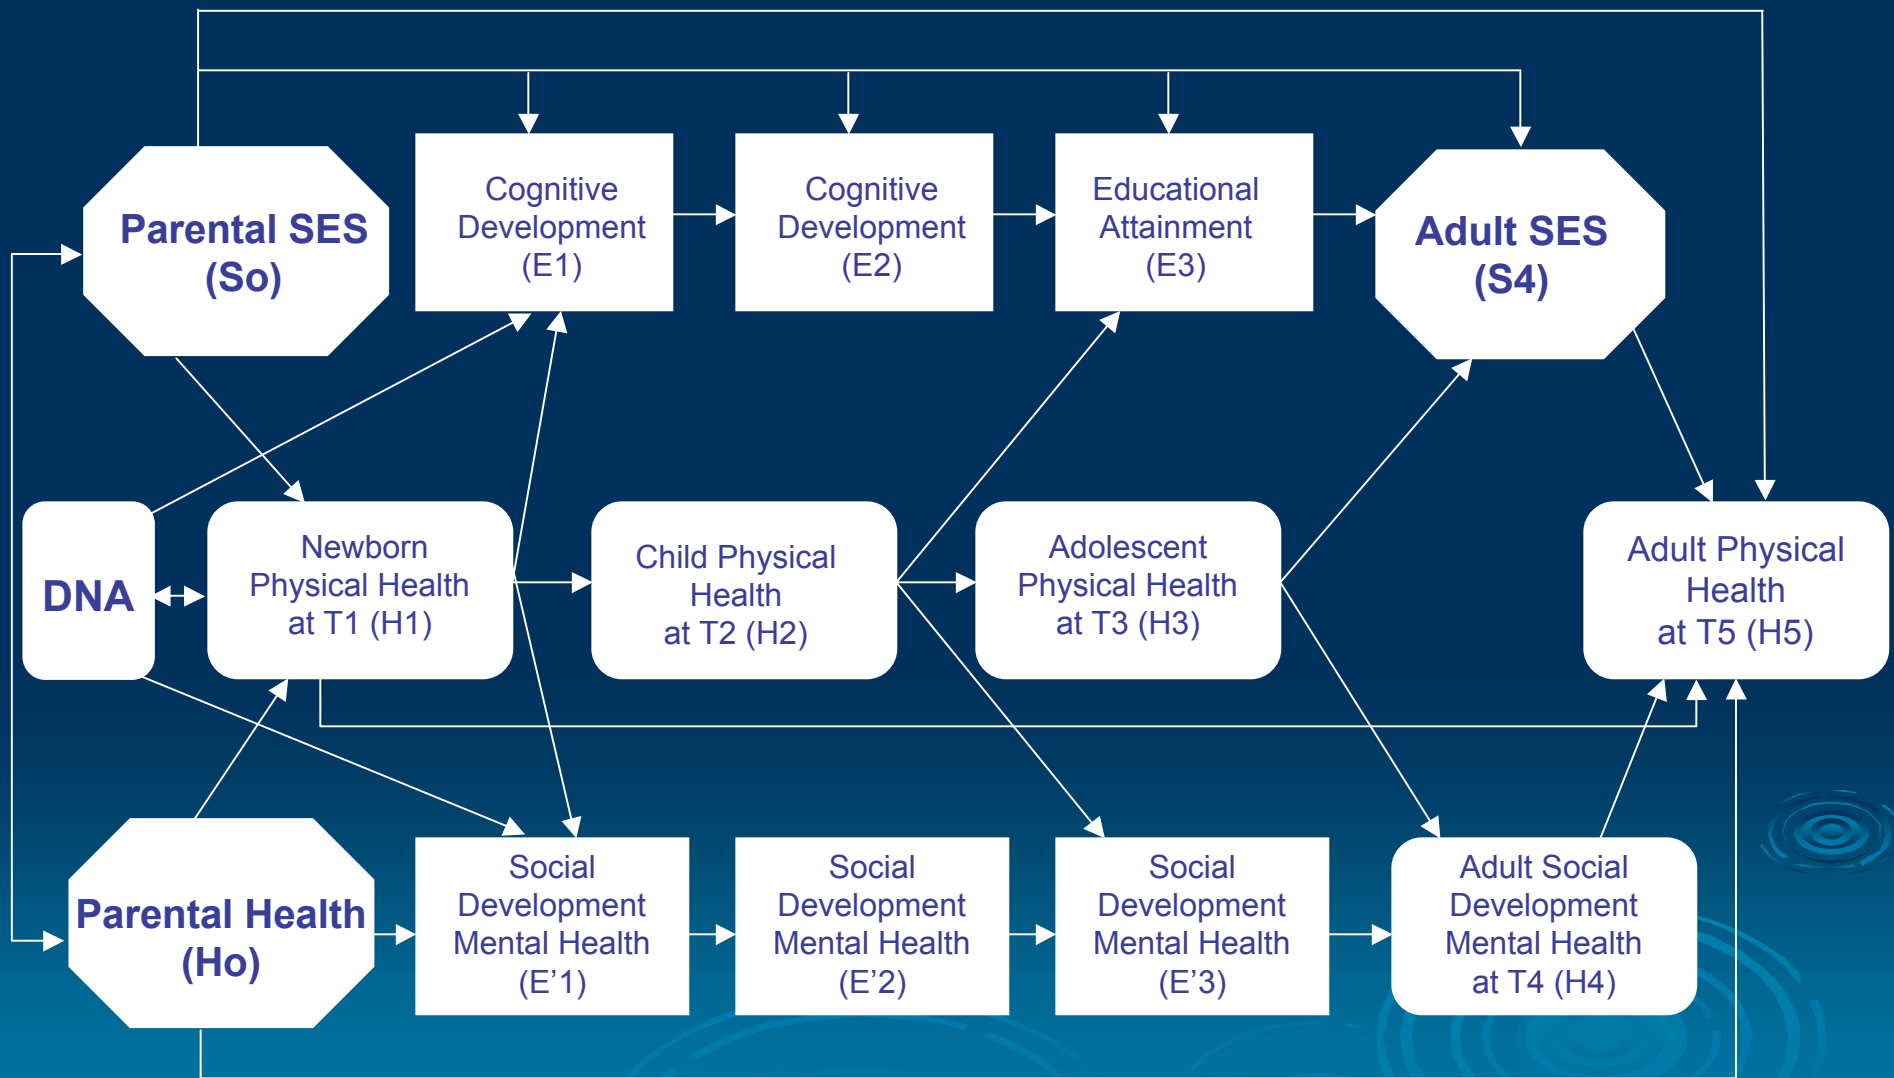 Parental SES
(So)
Cognitive
Development
(E1)
Cognitive
Development
(E2)
Educational
Attainment
(E3)
Adult SES
(S4)
DNA
Newborn
Physical Health
at T1 (H1)
Child Physical
Health
at T2 (H2)
Adolescent
Physical Health
at T3 (H3)
Adult Physical
Health
at T5 (H5)
Parental Health
(Ho)
Social
Development
Mental Health
(E’1)
Social
Development
Mental Health
(E’2)
Social
Development
Mental Health
(E’3)
Adult Social
Development
Mental Health
at T4 (H4)